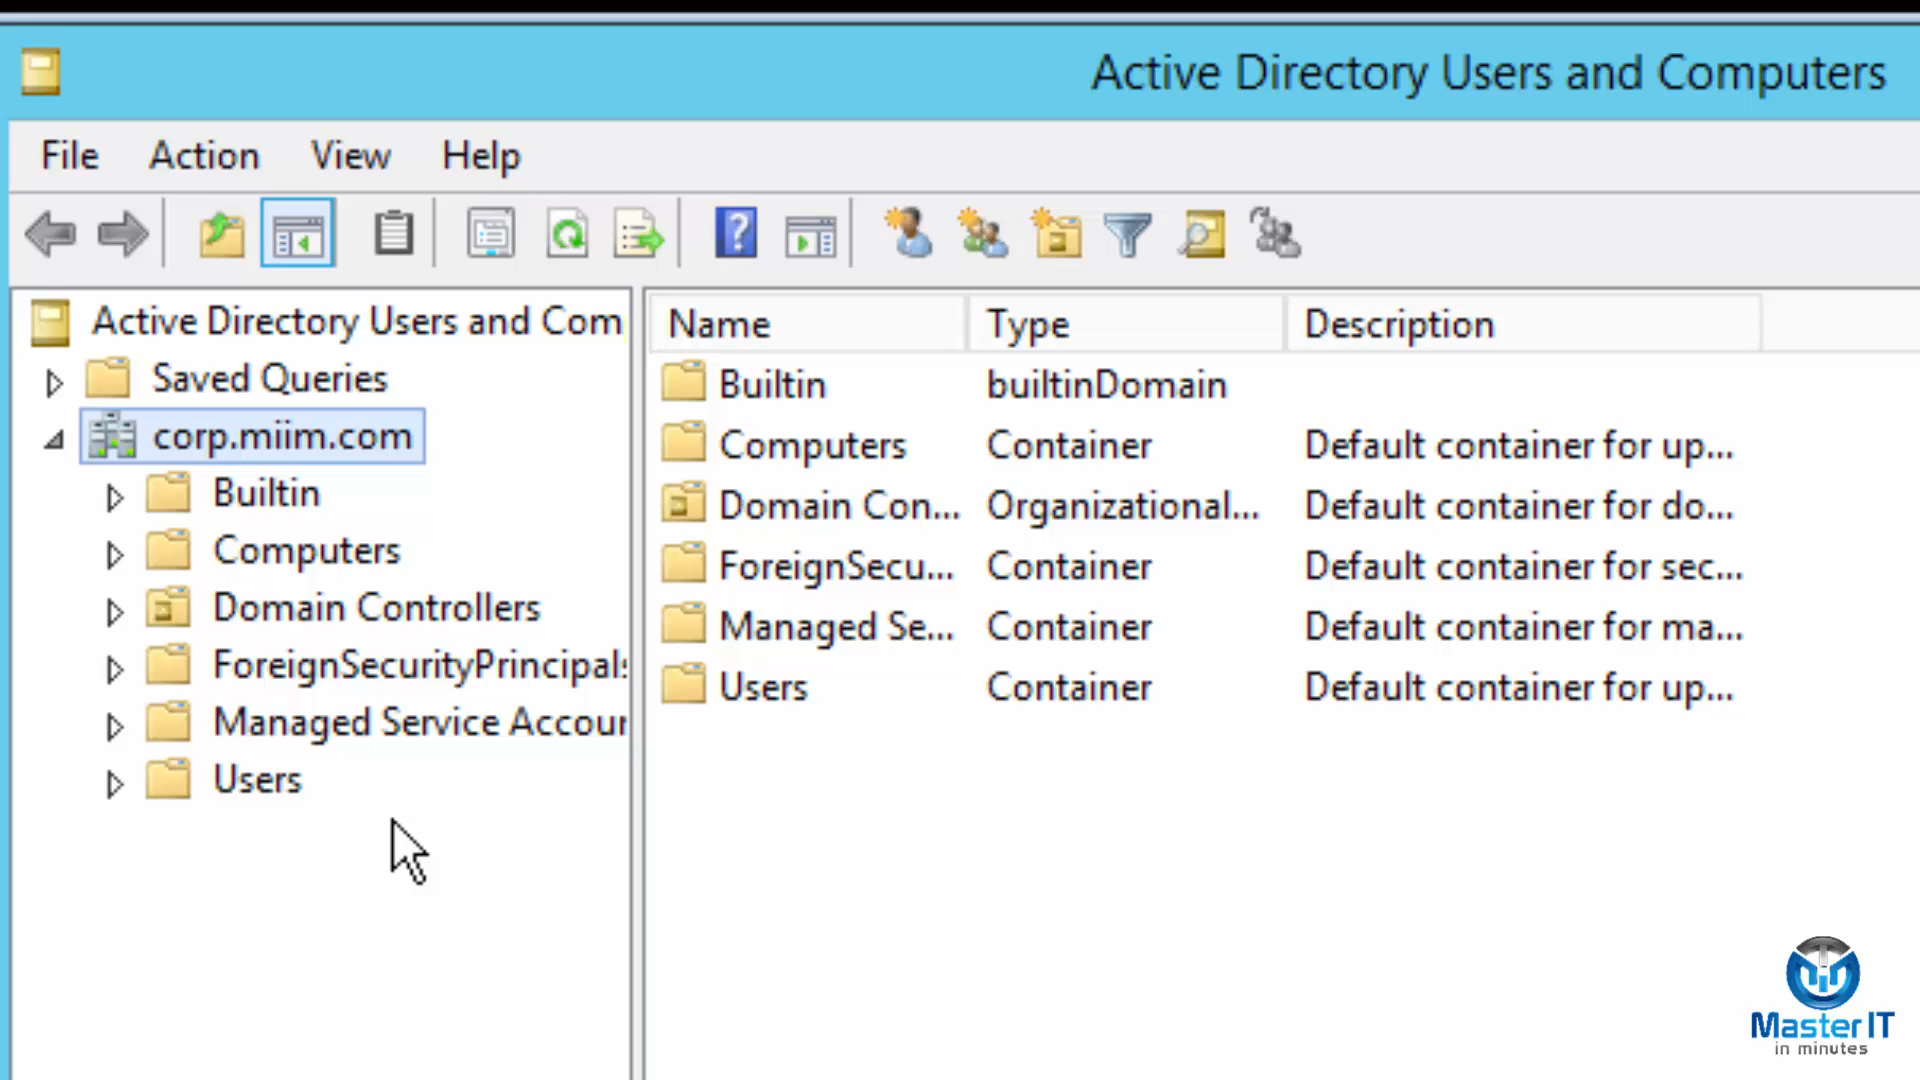 Active Directory Users and Computers
File Action View Help
Active Directory Users and Com
Saved Queries
corp.miim.com
Builtin
Computers
Domain Controllers
ForeignSecurityPrincipals
Managed Service Accour
Users
Name Type Description
Builtin builtinDomain
Computers Container Default container for up...
Domain Con... Organizational... Default container for do...
ForeignSecu... Container Default container for sec...
Managed Se... Container Default container for ma...
Users Container Default container for up...
Master IT
in minutes